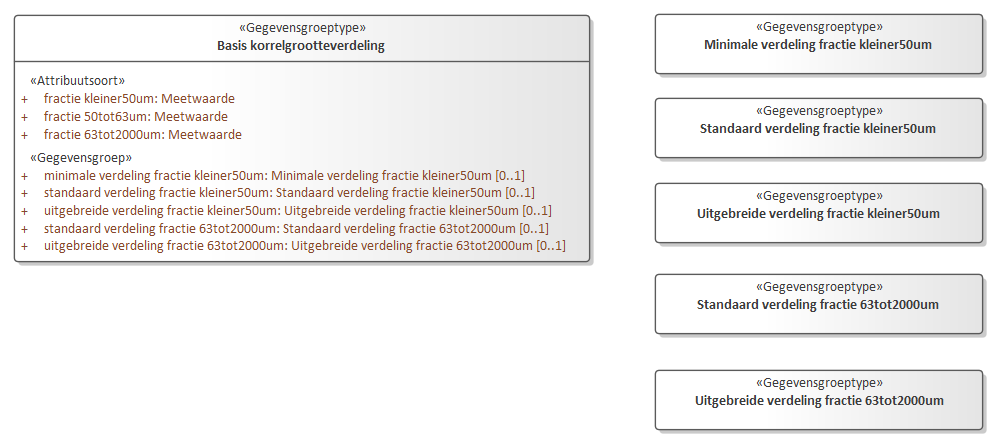 «Gegevensgroeptype»
Basis korrelgrootteverdeling
«Attribuutsoort»
+ fractie kleiner50um: Meetwaarde
+ fractie 50tot63um: Meetwaarde
+ fractie 63tot2000um: Meetwaarde
«Gegevensgroep»
+ minimale verdeling fractie kleiner50um: Minimale verdeling fractie kleiner50um [0..1]
+ standaard verdeling fractie kleiner50um: Standaard verdeling fractie kleiner50um [0..1]
+ uitgebreide verdeling fractie kleiner50um: Uitgebreide verdeling fractie kleiner50um [0..1]
+ standaard verdeling fractie 63tot2000um: Standaard verdeling fractie 63tot2000um [0..1]
+ uitgebreide verdeling fractie 63tot2000um: Uitgebreide verdeling fractie 63tot2000um [0..1]
«Gegevensgroeptype»
Minimale verdeling fractie kleiner50um
«Gegevensgroeptype»
Standaard verdeling fractie kleiner50um
«Gegevensgroeptype»
Uitgebreide verdeling fractie kleiner50um
«Gegevensgroeptype»
Standaard verdeling fractie 63tot2000um
«Gegevensgroeptype»
Uitgebreide verdeling fractie 63tot2000um